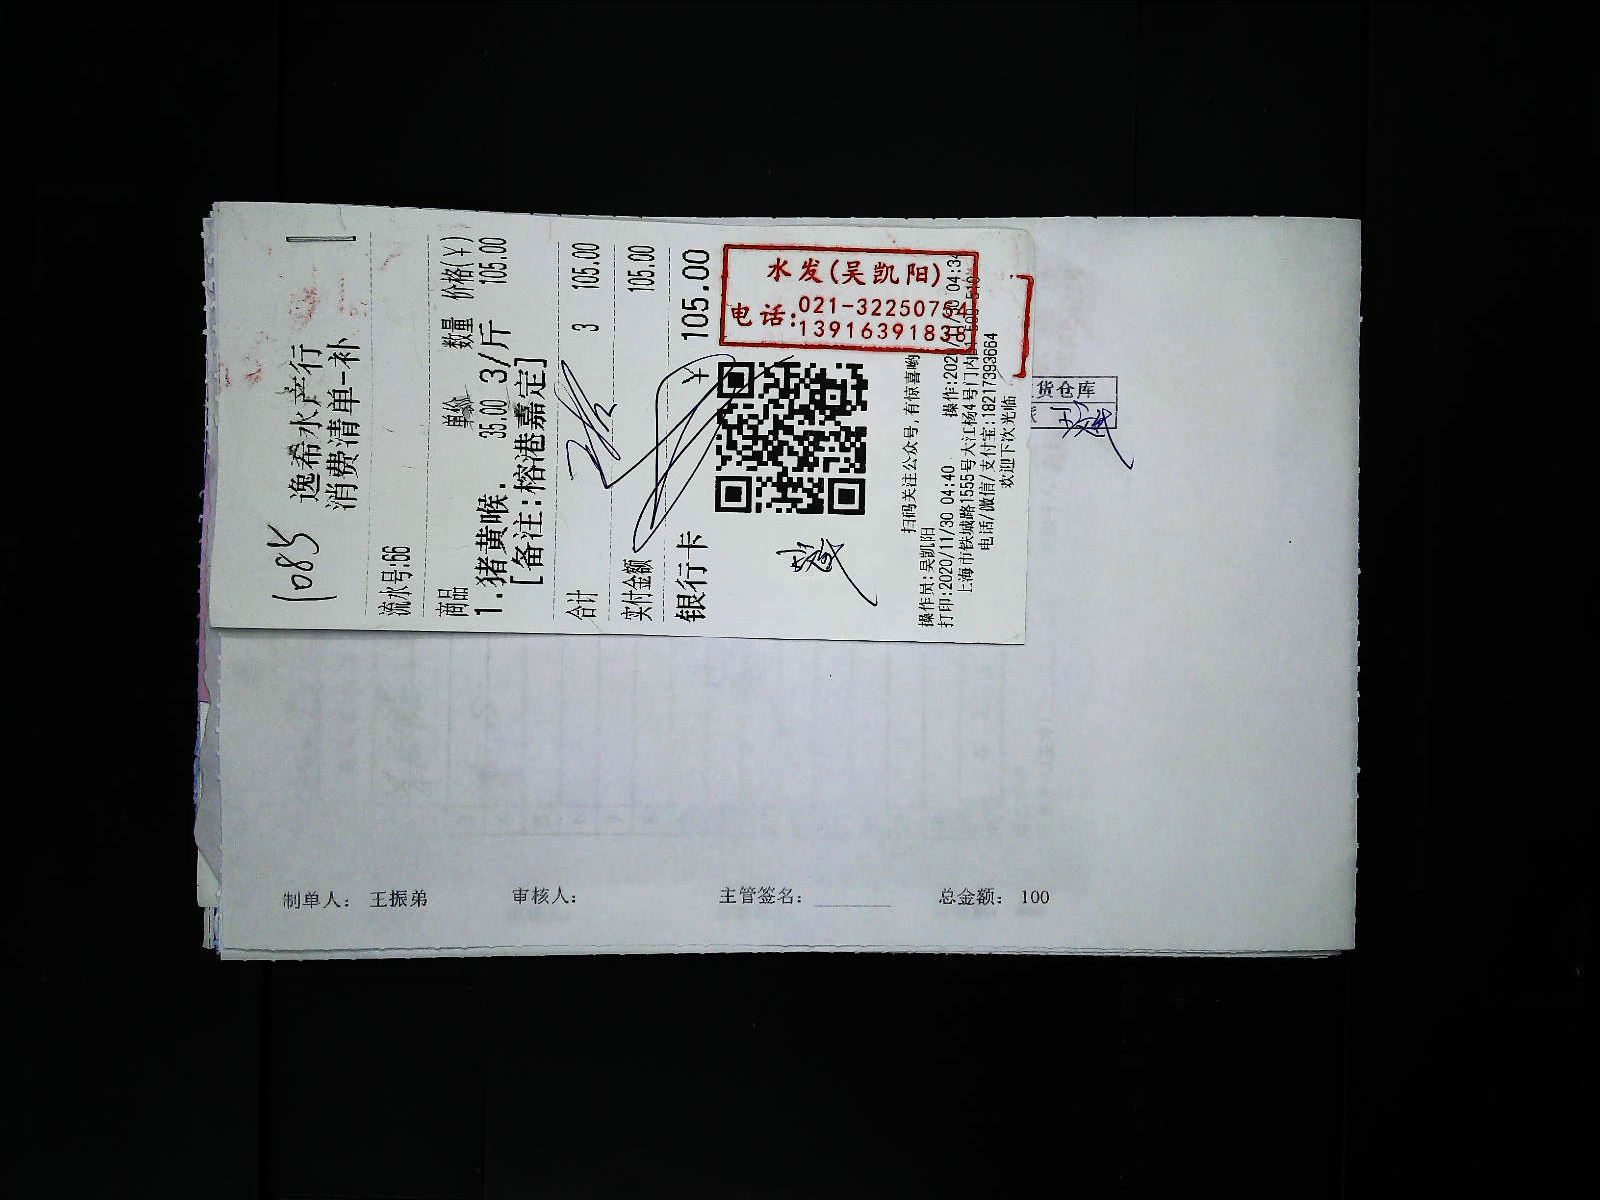 1085
逸希水产行
消费清单-补
流水号:66
商品 单价 数量 价格(¥)
1.猪黄喉. 35.00 3/斤 105.00
[备注:榕港嘉定]
合计 3 105.00
实付金额 105.00
银行卡 105.00
水发(吴凯阳)
电话:021-32250754
13916391838
扫码关注公众号,有惊喜哟
操作员:吴凯阳
打印:2020/11/30 04:40 操作:2020/11/30 04:34
上海市铁城路1555号大江杨4号门内
电话/微信/支付宝:18217393664
欢迎下次光临
货仓库
制单人: 王振弟 审核人: 主管签名: 总金额: 100